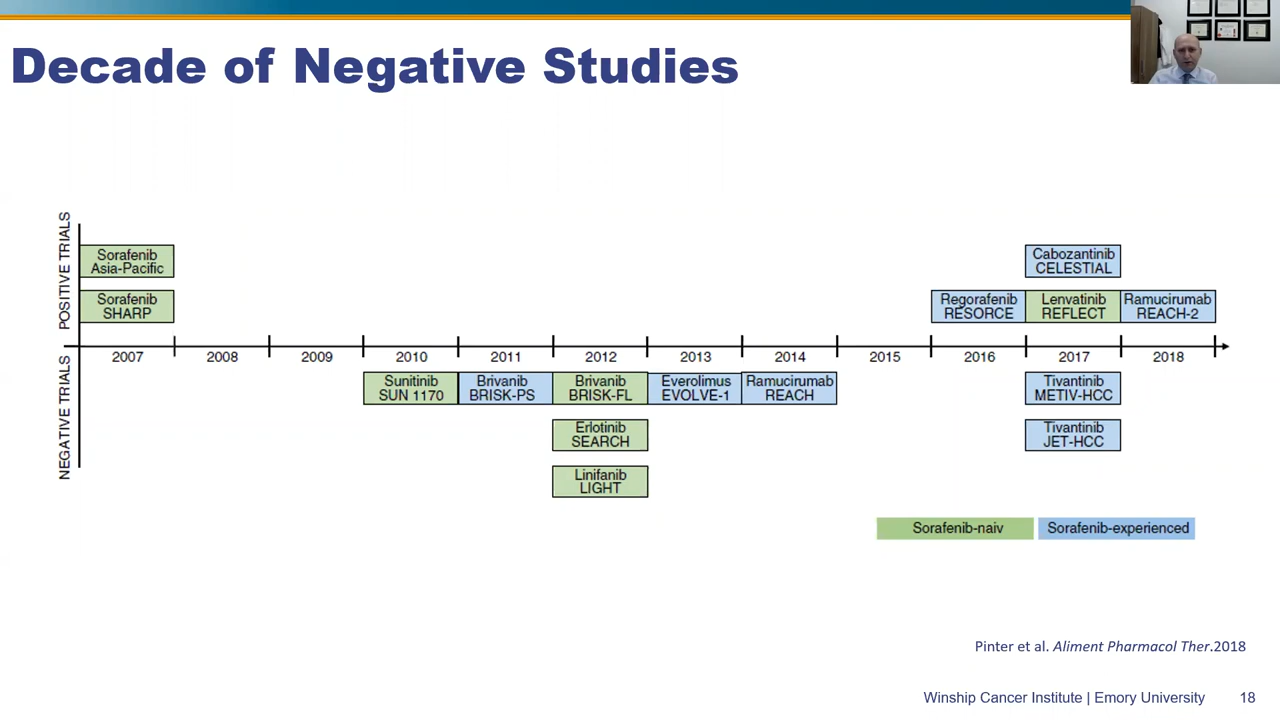 Decade of Negative Studies
POSITIVE TRIALS
Sorafenib
Asia-Pacific
Sorafenib
SHARP
Cabozantinib
CELESTIAL
Regorafenib
RESORCE
Lenvatinib
REFLECT
Ramucirumab
REACH-2
2007 2008 2009 2010 2011 2012 2013 2014 2015 2016 2017 2018
NEGATIVE TRIALS
Sunitinib
SUN 1170
Brivanib
BRISK-PS
Brivanib
BRISK-FL
Everolimus
EVOLVE-1
Ramucirumab
REACH
Tivantinib
METIV-HCC
Erlotinib
SEARCH
Tivantinib
JET-HCC
Linifanib
LIGHT
Sorafenib-naiv
Sorafenib-experienced
Pinter et al. Aliment Pharmacol Ther.2018
Winship Cancer Institute | Emory University 18